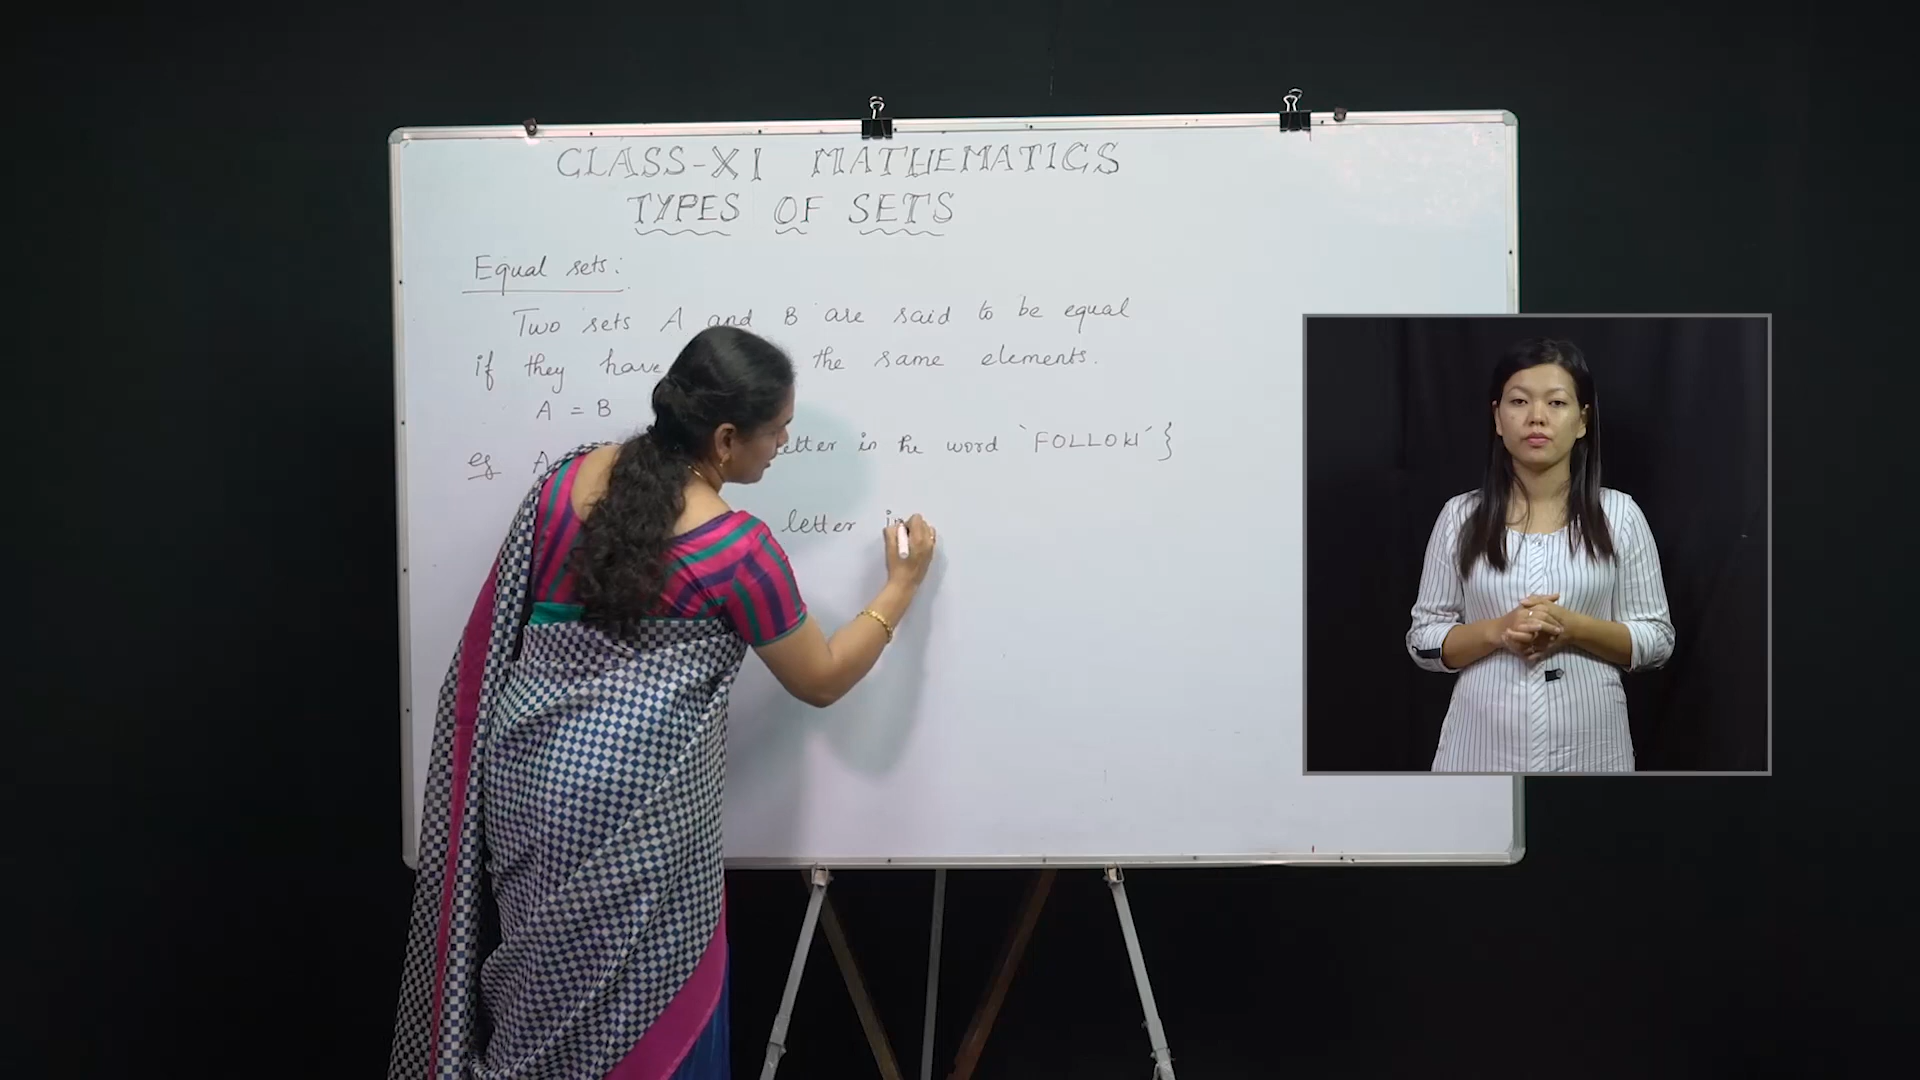 CLASS-XI MATHEMATICS
TYPES OF SETS
Equal sets:
Two sets A and B are said to be equal
if they have the same elements.
A = B
eg A letter in the word `FOLLOW´}
letter in